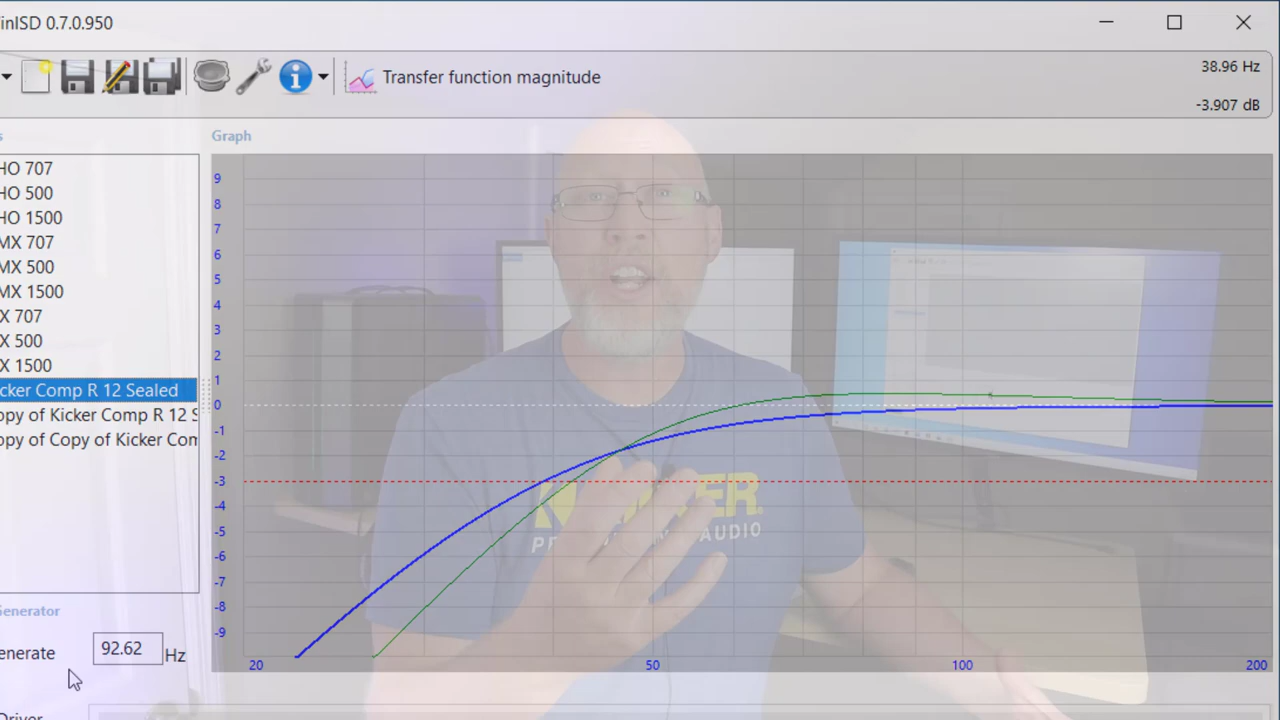 inISD 0.7.0.950
Transfer function magnitude
38.96 Hz
-3.907 dB
s
Graph
HO 707
HO 500
HO 1500
MX 707
MX 500
MX 1500
X 707
X 500
X 1500
cker Comp R 12 Sealed
opy of Kicker Comp R 12 S
opy of Copy of Kicker Com
Generator
enerate 92.62 Hz
Driver
9
8
7
6
5
4
3
2
1
0
-1
-2
-3
-4
-5
-6
-7
-8
-9
20 50 100 200
AUDIO